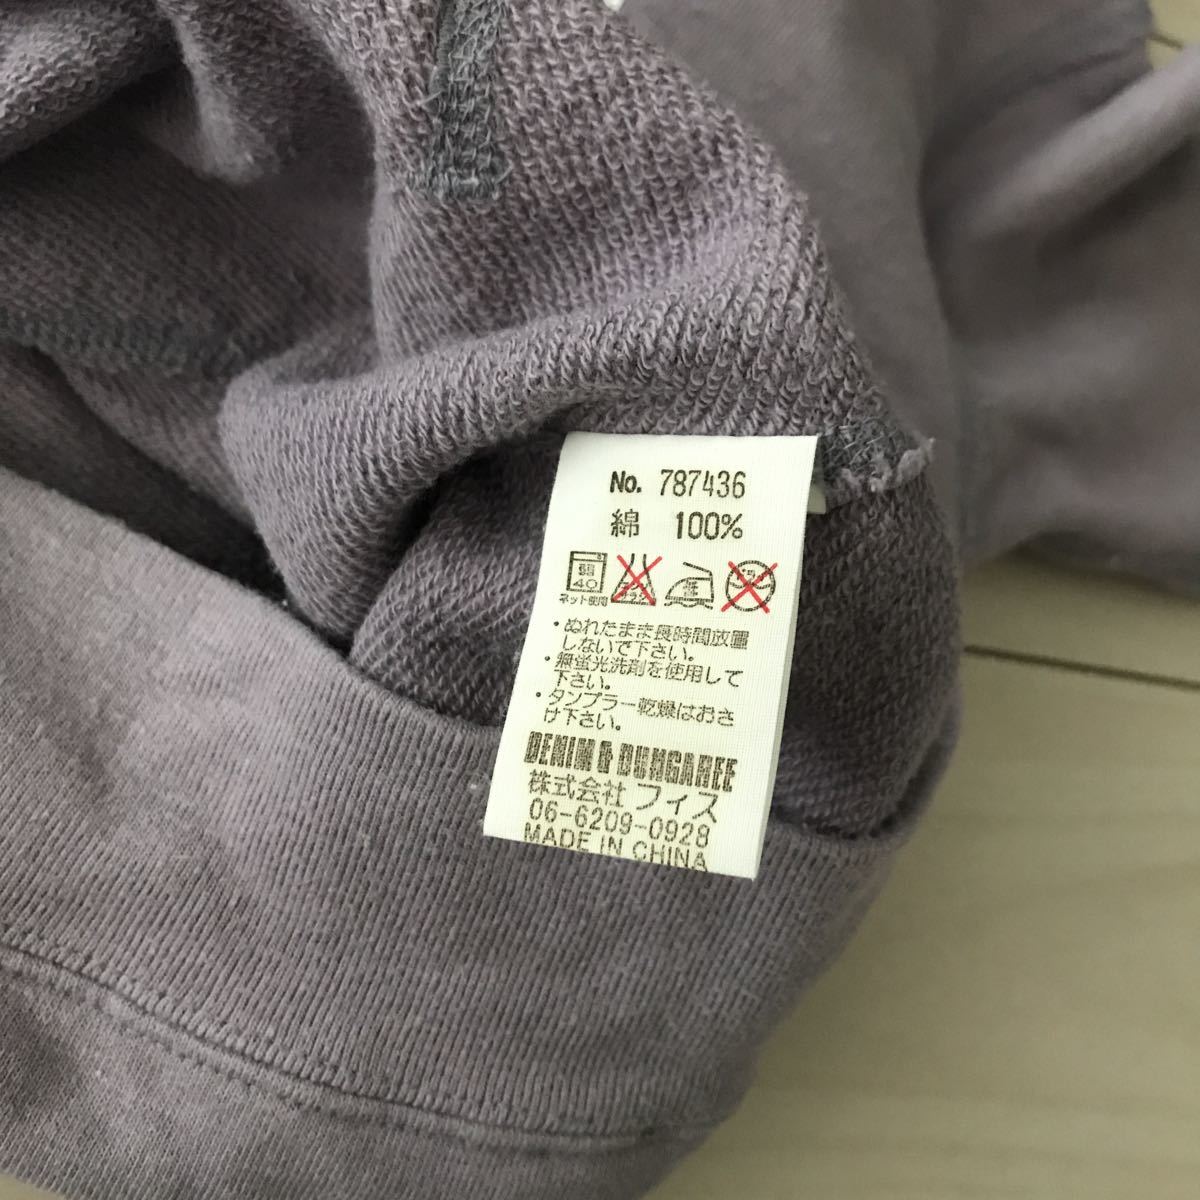 No. 787436
綿 100%
弱
40
ネット使用
・ぬれたまま長時間放置
しないで下さい。
・無蛍光洗剤を使用して
下さい。
・タンブラー乾燥はおさ
け下さい。
DENIM & DUNGAREE
株式会社 フィス
06-6209-0928
MADE IN CHINA